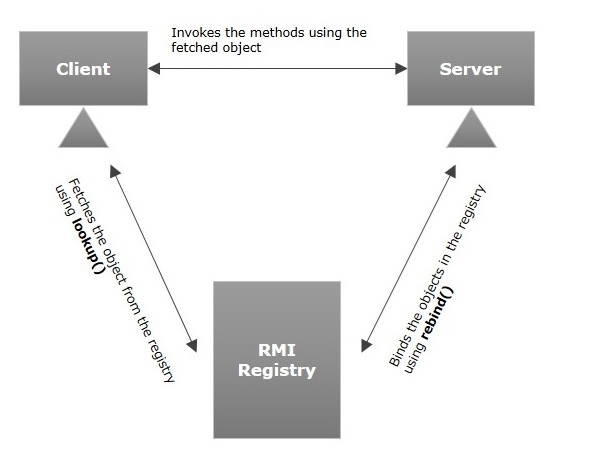 Invokes the methods using the
fetched object
Client
Server
Fetches the object from the registry
using lookup()
Binds the objects in the registry
using rebind()
RMI
Registry